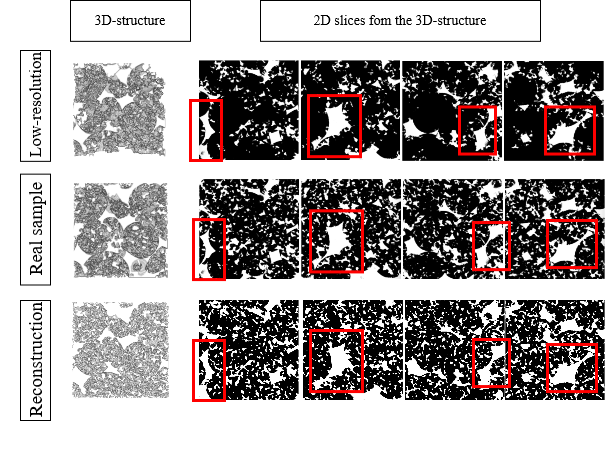 3D-structure
2D slices fom the 3D-structure
Low-resolution
Real sample
Reconstruction